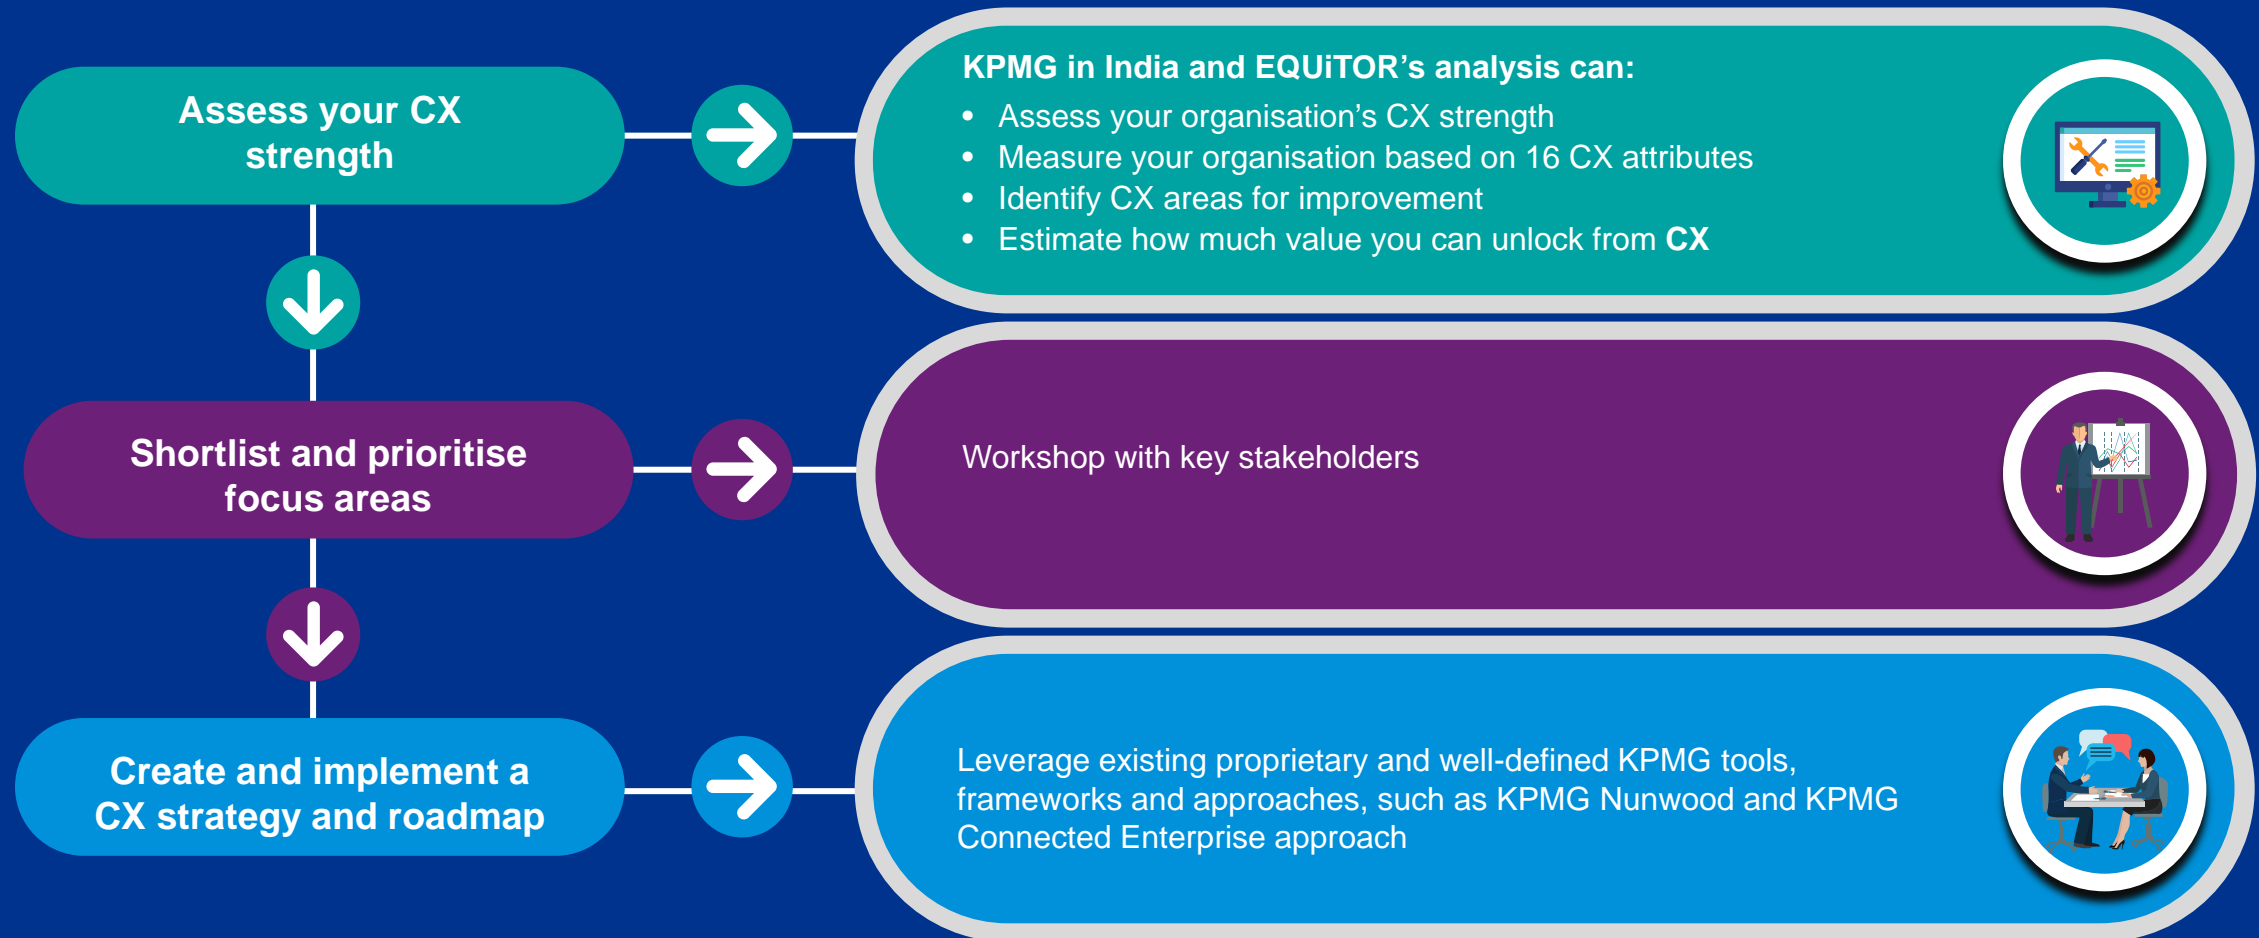 Assess your CX
strength
KPMG in India and EQUiTOR’s analysis can:
• Assess your organisation’s CX strength
• Measure your organisation based on 16 CX attributes
• Identify CX areas for improvement
• Estimate how much value you can unlock from CX
Shortlist and prioritise
focus areas
Workshop with key stakeholders
Create and implement a
CX strategy and roadmap
Leverage existing proprietary and well-defined KPMG tools,
frameworks and approaches, such as KPMG Nunwood and KPMG
Connected Enterprise approach